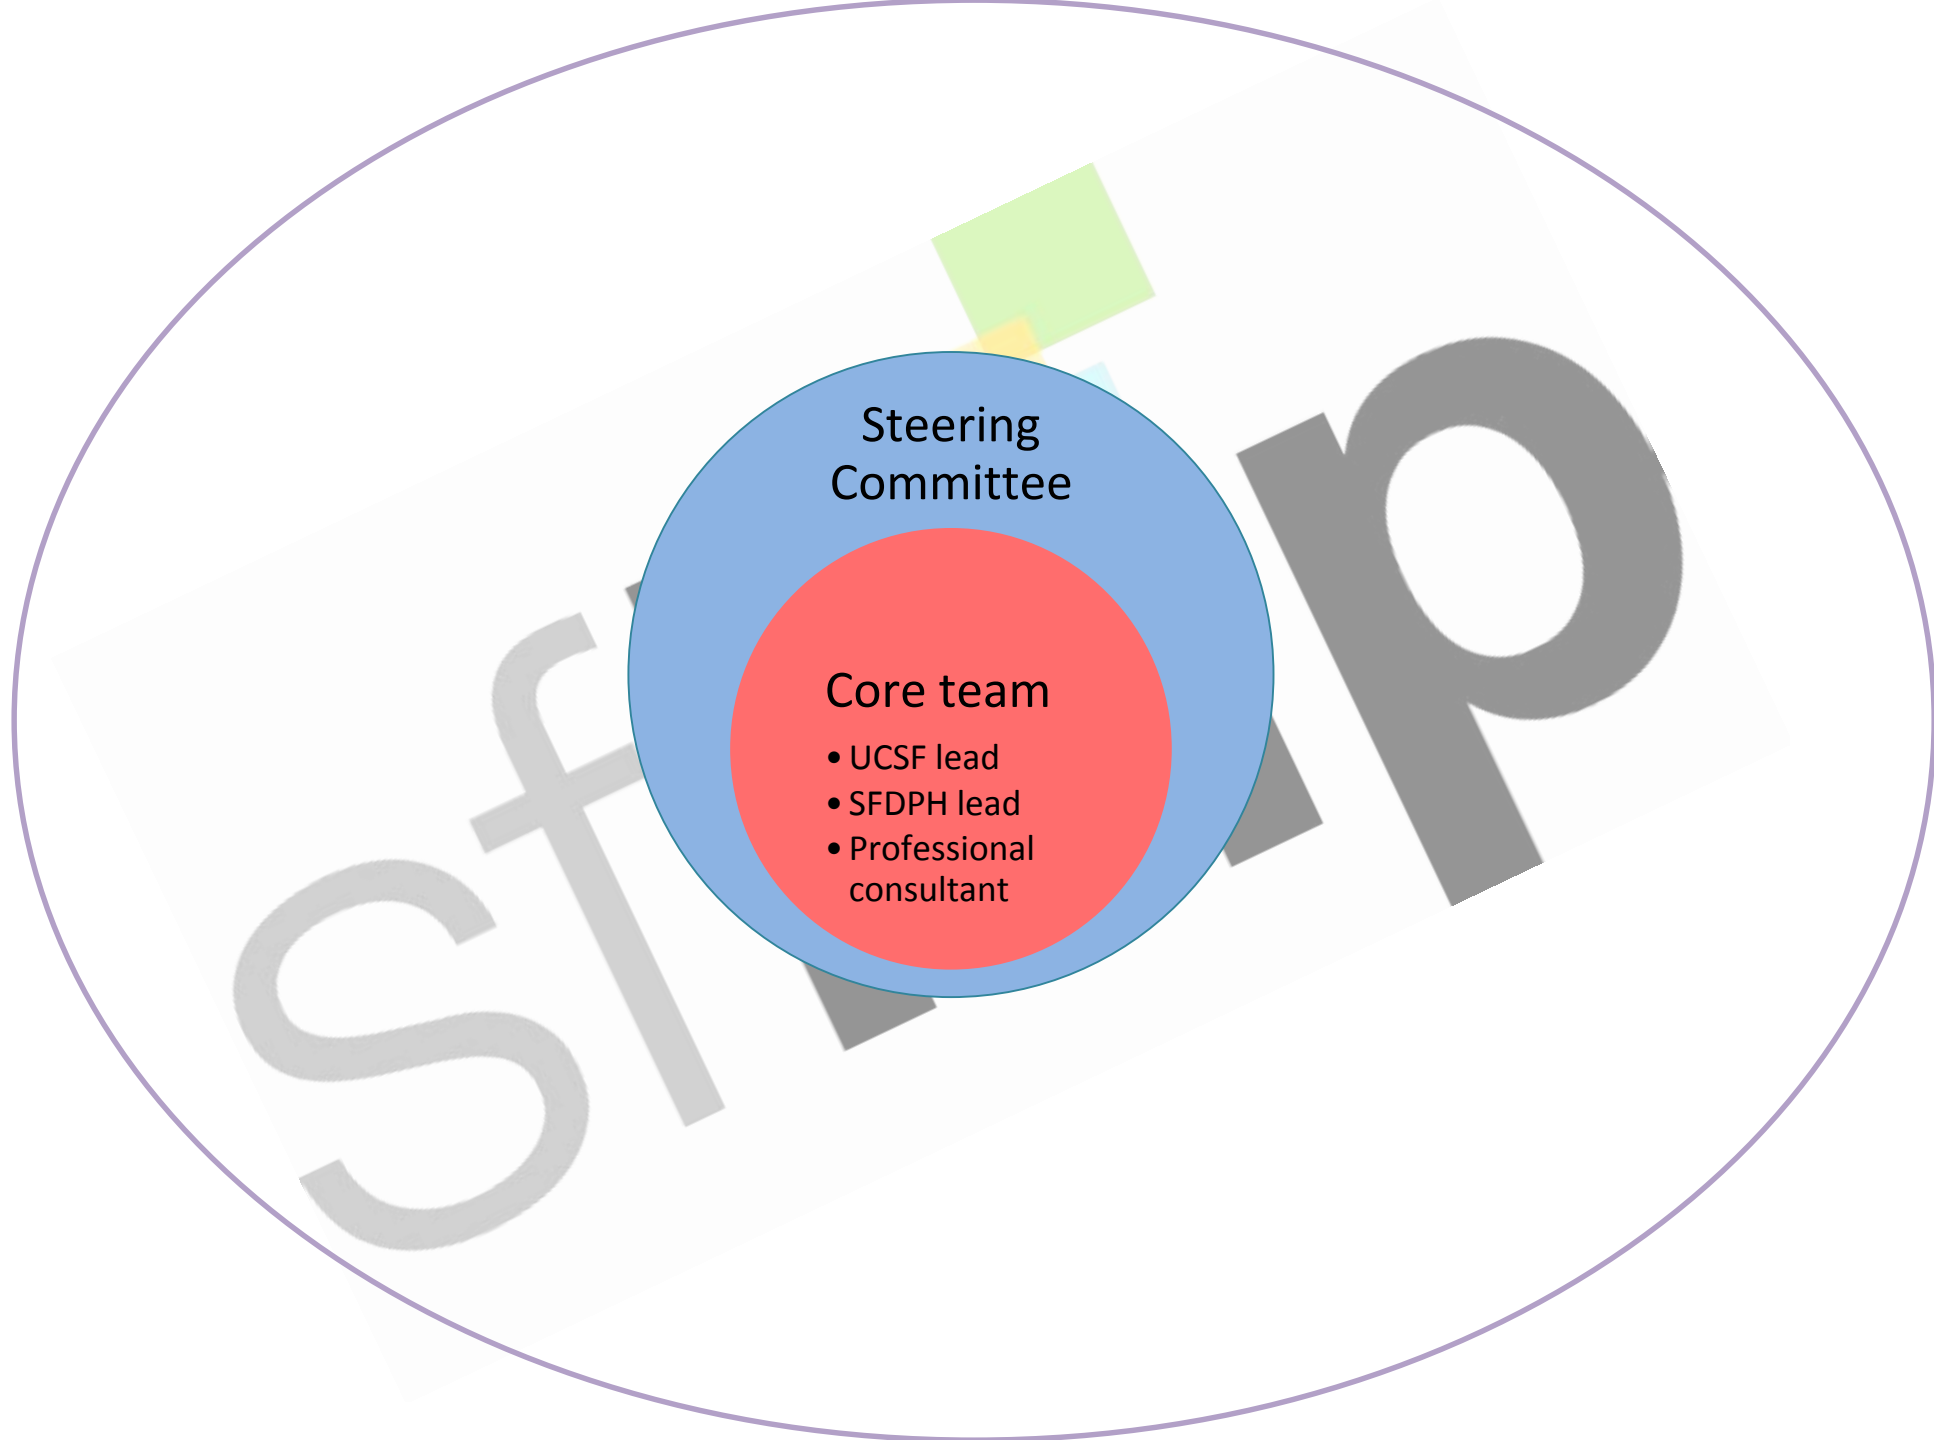 Steering
Committee
Core team
• UCSF lead
• SFDPH lead
• Professional
consultant